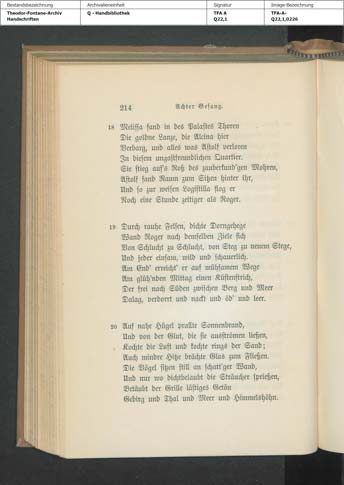 Bestandsbezeichnung Archivalieneinheit Signatur Image-Bezeichnung
Theodor-Fontane-Archiv Q - Handbibliothek TFA A TFA-A-
Handschriften Q22,1 Q22,1,0226
214 Achter Gesang.
18 Melissa fand in des Palastes Thoren
Die goldne Lanze, die Alcina hier
Verbarg, und alles was Astolf verloren
In diesem ungastfreundlichen Quartier.
Sie stieg auf's Roß des zauberkund'gen Mohren,
Astolf fand Raum zum Sitzen hinter ihr,
Und so zur weisen Logistilla flog er
Noch eine Stunde zeitiger als Roger.
19 Durch rauhe Felsen, dichte Dorngehege
Wand Roger nach demselben Ziele sich
Von Schlucht zu Schlucht, von Steg zu neuen Stege,
Und jeder einsam, wild und schauerlich.
Am End' erreicht' er auf mühsamem Wege
Am glüh'nden Mittag einen Küstenstrich,
Der frei nach Süden zwischen Berg und Meer
Dalag, verdorrt und nackt und öd' und leer.
20 Auf nahe Hügel prallte Sonnenbrand,
Und von der Glut, die sie ausströmen ließen,
Kochte die Luft und kochte rings der Sand;
Auch mindre Hitze brächte Glas zum Fließen.
Die Vögel sitzen still an schatt'ger Wand,
Und nur wo dichtbelaubt die Sträucher sprießen,
Betäubt der Grille lästiges Getön
Gebirg und Thal und Meer und Himmelshöhn.